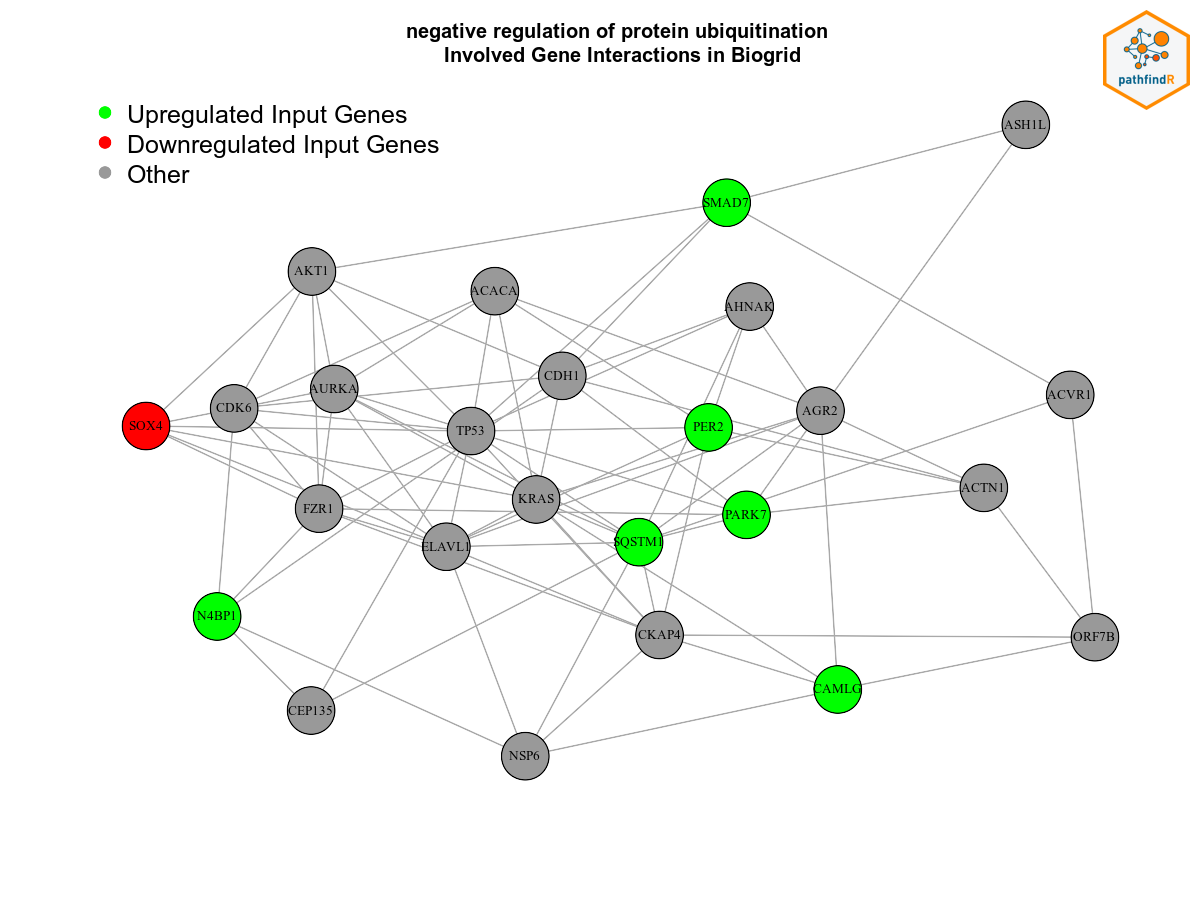 negative regulation of protein ubiquitination
Involved Gene Interactions in Biogrid
pathfindR
Upregulated Input Genes
Downregulated Input Genes
Other
ASH1L
SMAD7
AKT1
ACACA
AHNAK
CDH1
AURKA
ACVR1
CDK6
AGR2
SOX4
PER2
TP53
ACTN1
KRAS
FZR1
PARK7
SQSTM1
ELAVL1
N4BP1
CKAP4
ORF7B
CAMLG
CEP135
NSP6